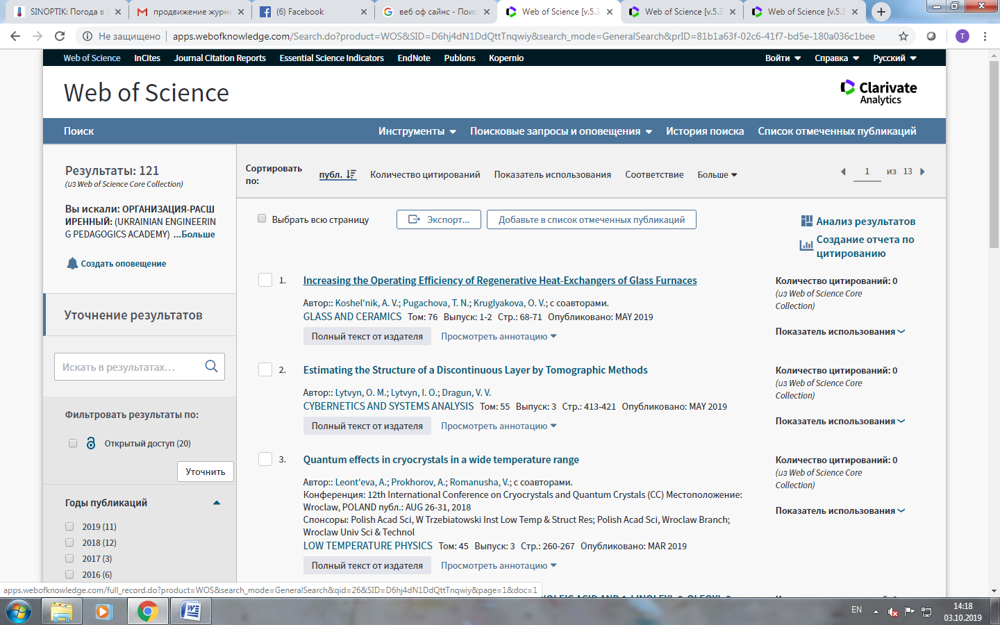 SINOPTIK: Погода в
продвижение журна
(6) Facebook
веб оф сайнс - Поис
Web of Science [v.5.3
Web of Science [v.5.3
Web of Science [v.5.3
Не защищено
apps.webofknowledge.com/Search.do?product=WOS&SID=D6hj4dN1DdQttTnqwiy&search_mode=GeneralSearch&prID=81b1a63f-02c6-41f7-bd5e-180a036c1bee
T
Web of Science InCites Journal Citation Reports Essential Science Indicators EndNote Publons Kopernio Войти Справка Русский
Web of Science
Clarivate
Analytics
Поиск Инструменты Поисковые запросы и оповещения История поиска Список отмеченных публикаций
Результаты: 121
(из Web of Science Core Collection)
Вы искали: ОРГАНИЗАЦИЯ-РАСШ
ИРЕННЫЙ: (UKRAINIAN ENGINEERIN
G PEDAGOGICS ACADEMY) ...Больше
Создать оповещение
Уточнение результатов
Искать в результатах...
Фильтровать результаты по:
Открытый доступ (20)
Уточнить
Годы публикаций
2019 (11)
2018 (12)
2017 (3)
2016 (6)
Сортировать
по:
публ. Количество цитирований Показатель использования Соответствие Больше
1 из 13
Выбрать всю страницу
Экспорт...
Добавьте в список отмеченных публикаций
Анализ результатов
Создание отчета по
цитированию
1. Increasing the Operating Efficiency of Regenerative Heat-Exchangers of Glass Furnaces
Автор:: Koshel'nik, A. V.; Pugachova, T. N.; Kruglyakova, O. V.; с соавторами.
GLASS AND CERAMICS Том: 76 Выпуск: 1-2 Стр.: 68-71 Опубликовано: MAY 2019
Полный текст от издателя Просмотреть аннотацию
Количество цитирований: 0
(из Web of Science Core
Collection)
Показатель использования
2. Estimating the Structure of a Discontinuous Layer by Tomographic Methods
Автор:: Lytvyn, O. M.; Lytvyn, I. O.; Dragun, V. V.
CYBERNETICS AND SYSTEMS ANALYSIS Том: 55 Выпуск: 3 Стр.: 413-421 Опубликовано: MAY 2019
Полный текст от издателя Просмотреть аннотацию
Количество цитирований: 0
(из Web of Science Core
Collection)
Показатель использования
3. Quantum effects in cryocrystals in a wide temperature range
Автор:: Leont'eva, A.; Prokhorov, A.; Romanusha, V.; с соавторами.
Конференция: 12th International Conference on Cryocrystals and Quantum Crystals (CC) Местоположение:
Wroclaw, POLAND публ.: AUG 26-31, 2018
Спонсоры: Polish Acad Sci, W Trzebiatowski Inst Low Temp & Struct Res; Polish Acad Sci, Wroclaw Branch;
Wroclaw Univ Sci & Technol
LOW TEMPERATURE PHYSICS Том: 45 Выпуск: 3 Стр.: 260-267 Опубликовано: MAR 2019
Полный текст от издателя Просмотреть аннотацию
Количество цитирований: 0
(из Web of Science Core
Collection)
Показатель использования
apps.webofknowledge.com/full_record.do?product=WOS&search_mode=GeneralSearch&qid=26&SID=D6hj4dN1DdQttTnqwiy&page=1&doc=1
EN
14:18
03.10.2019